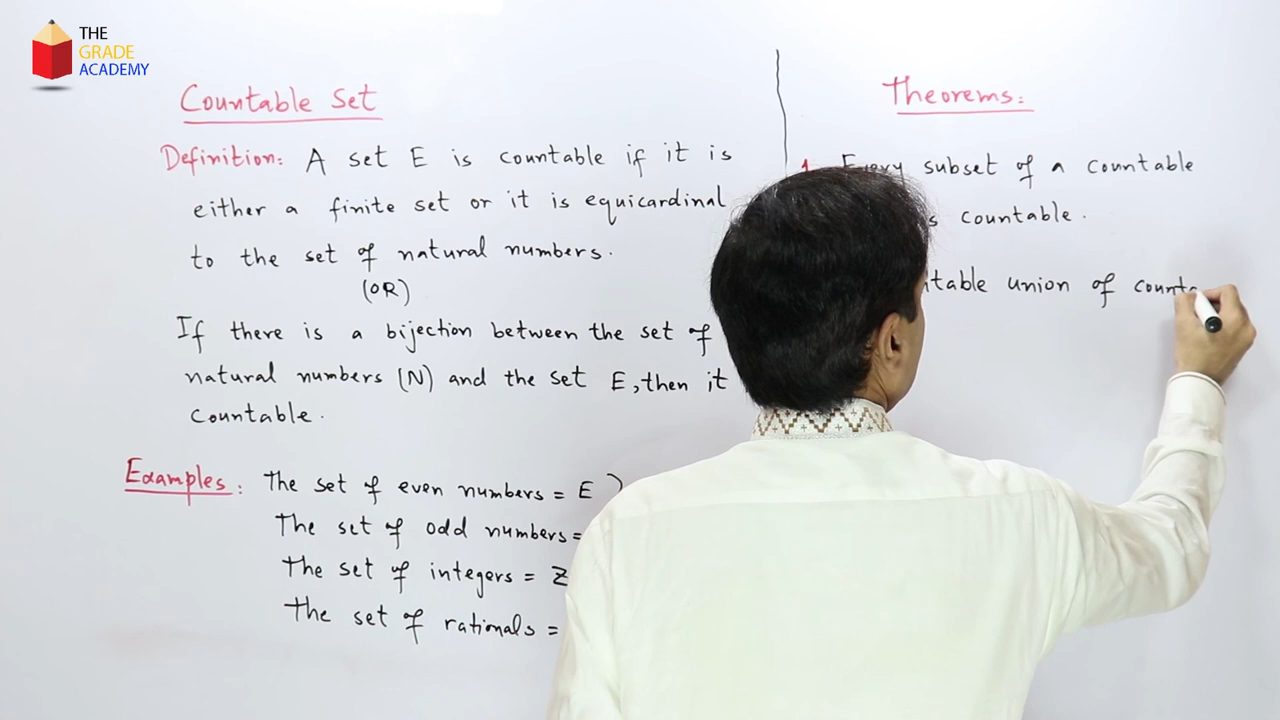 THE
GRADE
ACADEMY
Countable Set
Definition: A set E is countable if it is
either a finite set or it is equicardinal
to the set of natural numbers.
(OR)
If there is a bijection between the set of
natural numbers (N) and the set E, then it
Countable.
Examples: The set of even numbers = E }
The set of odd numbers =
The set of integers = Z
The set of rationals =
Theorems:
1. Every subset of a countable
countable.
union of